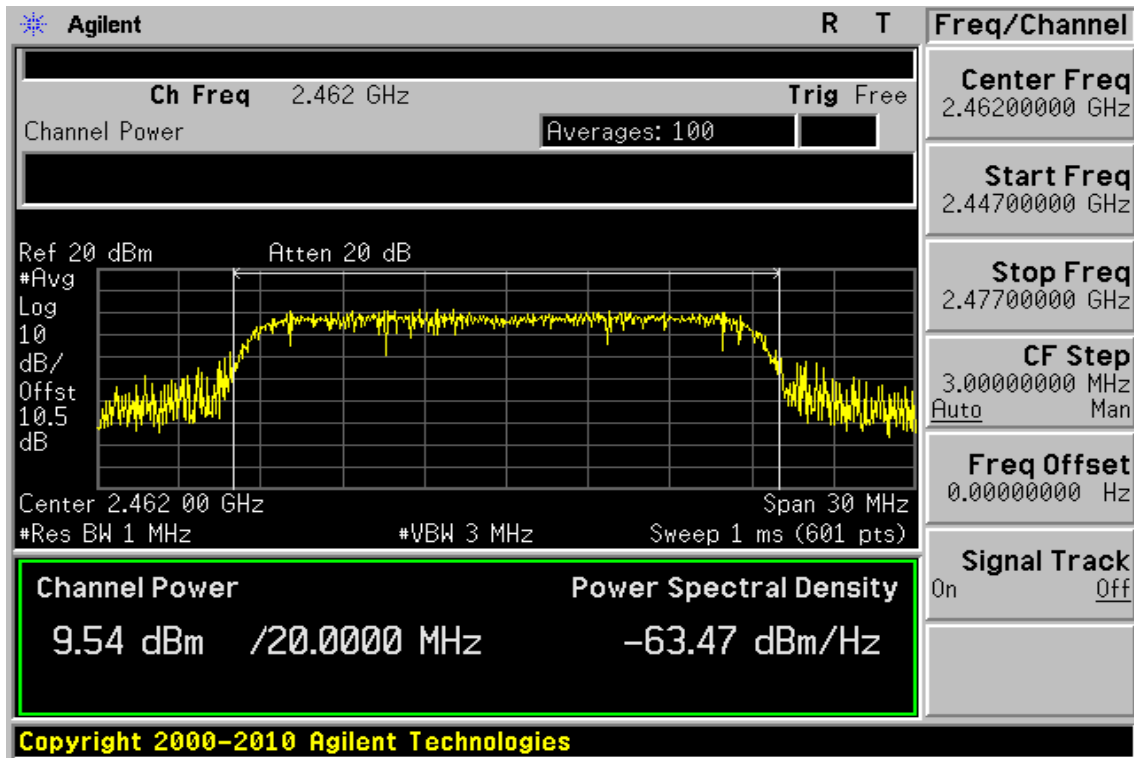 Agilent R T
Ch Freq 2.462 GHz Trig Free
Channel Power Averages: 100
Ref 20 dBm Atten 20 dB
#Avg
Log
10
dB/
Offst
10.5
dB
Center 2.462 00 GHz Span 30 MHz
#Res BW 1 MHz #VBW 3 MHz Sweep 1 ms (601 pts)
Channel Power Power Spectral Density
9.54 dBm /20.0000 MHz -63.47 dBm/Hz
Copyright 2000-2010 Agilent Technologies
Freq/Channel
Center Freq
2.46200000 GHz
Start Freq
2.44700000 GHz
Stop Freq
2.47700000 GHz
CF Step
3.00000000 MHz
Auto Man
Freq Offset
0.00000000 Hz
Signal Track
On Off